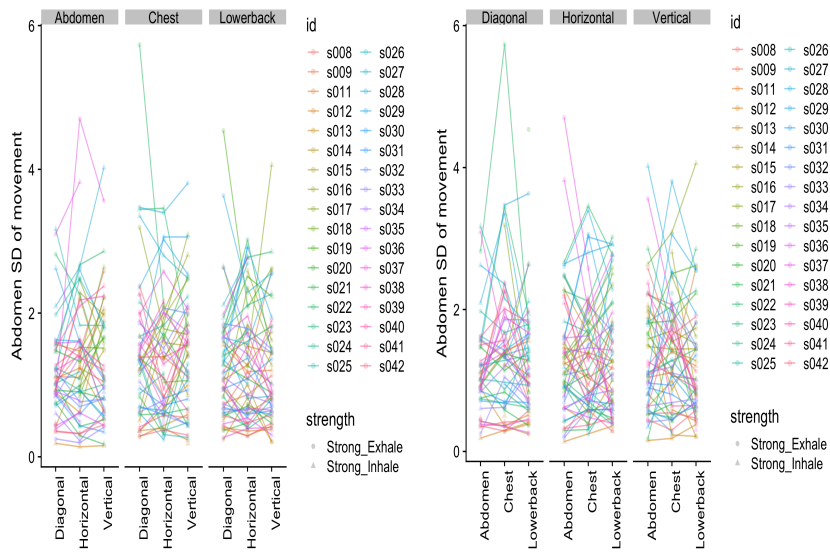 Abdomen Chest Lowerback
Abdomen SD of movement
6
4
2
0
Diagonal Horizontal Vertical Diagonal Horizontal Vertical Diagonal Horizontal Vertical
id
s008 s026
s009 s027
s011 s028
s012 s029
s013 s030
s014 s031
s015 s032
s016 s033
s017 s034
s018 s035
s019 s036
s020 s037
s021 s038
s022 s039
s023 s040
s024 s041
s025 s042
strength
Strong_Exhale
Strong_Inhale
Diagonal Horizontal Vertical
Abdomen SD of movement
6
4
2
0
Abdomen Chest Lowerback Abdomen Chest Lowerback Abdomen Chest Lowerback
id
s008 s026
s009 s027
s011 s028
s012 s029
s013 s030
s014 s031
s015 s032
s016 s033
s017 s034
s018 s035
s019 s036
s020 s037
s021 s038
s022 s039
s023 s040
s024 s041
s025 s042
strength
Strong_Exhale
Strong_Inhale